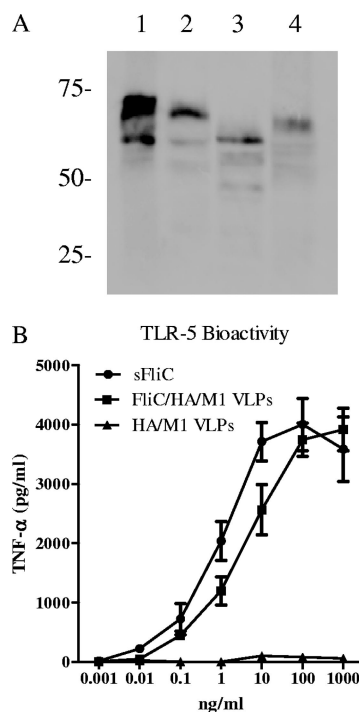 A
1 2 3 4
75-
50-
25-
B
TLR-5 Bioactivity
sFliC
FliC/HA/M1 VLPs
HA/M1 VLPs
5000
4000
3000
2000
1000
0
TNF-α (pg/ml)
0.001 0.01 0.1 1 10 100 1000
ng/ml